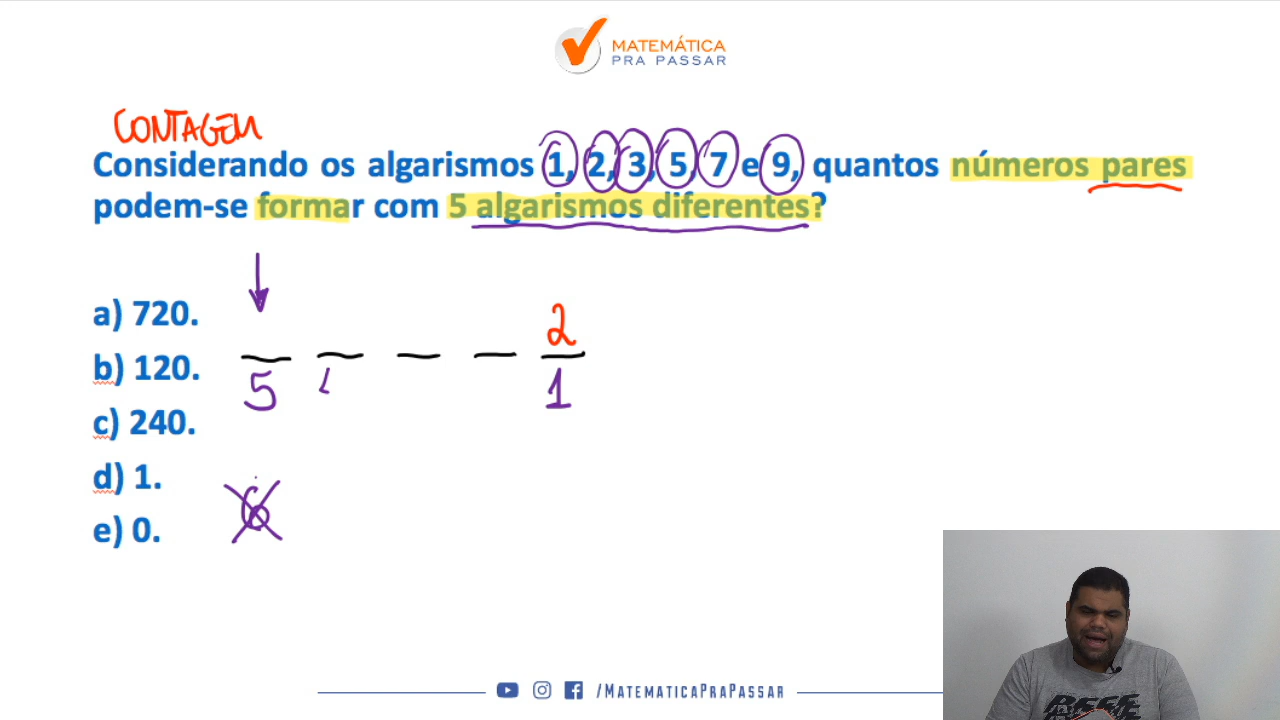 MATEMÁTICA
PRA PASSAR
CONTAGEM
Considerando os algarismos 1, 2, 3, 5, 7 e 9, quantos números pares
podem-se formar com 5 algarismos diferentes?
a) 720.
2
b) 120.
5 1
c) 240.
d) 1.
6
e) 0.
/MATEMATICAPRAPASSAR